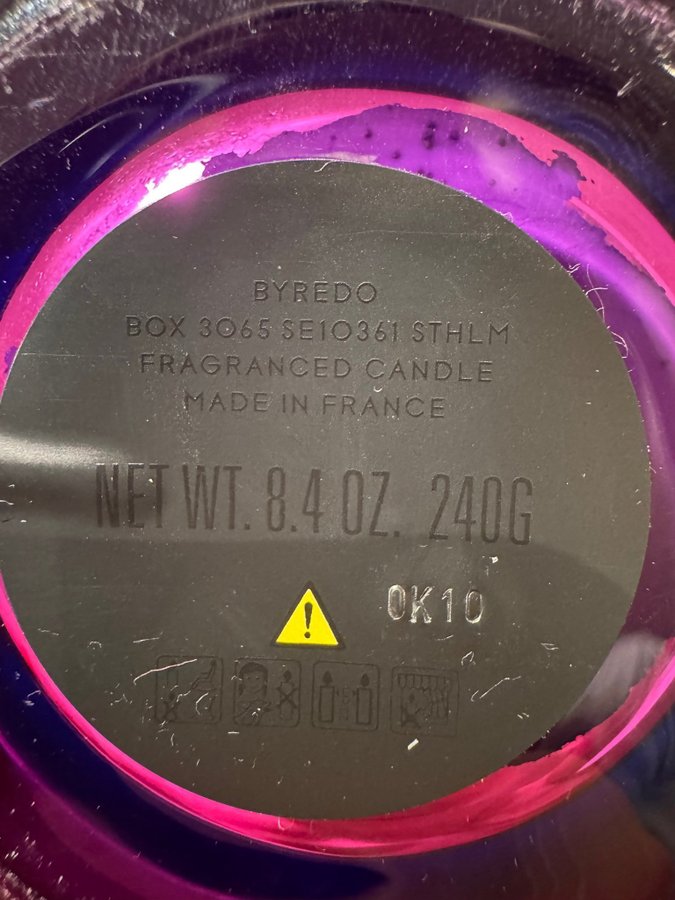 BYREDO
BOX 3065 SE10361 STHLM
FRAGRANCED CANDLE
MADE IN FRANCE
NET WT. 8.4 OZ. 240G
0K10